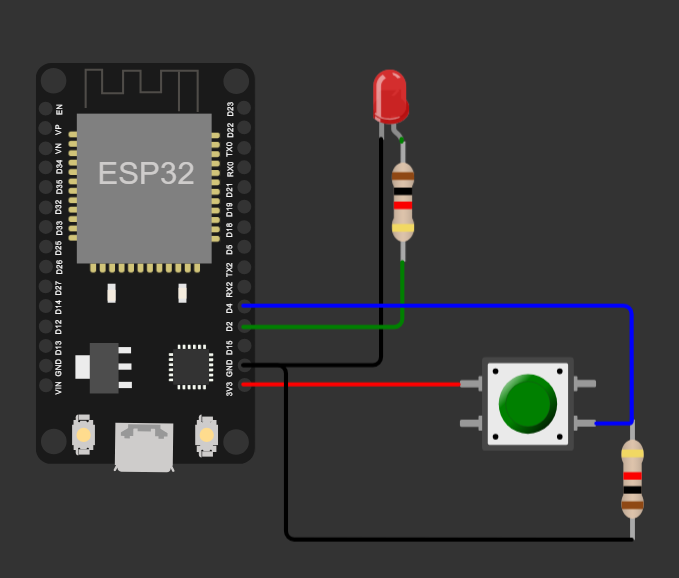 EN
VP
VN
D34
D35
D32
D33
D25
D26
D27
D14
D12
D13
GND
VIN
ESP32
D23
D22
TX0
RX0
D21
D19
D18
D5
TX2
RX2
D4
D2
D15
GND
3V3